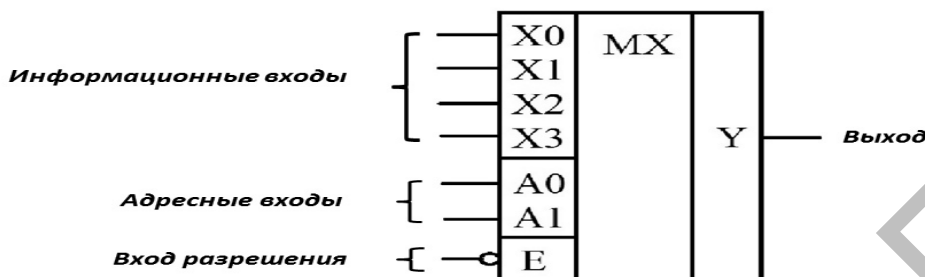 Информационные входы
X0
X1
X2
X3
MX
Y
Выход
Адресные входы
A0
A1
Вход разрешения
E